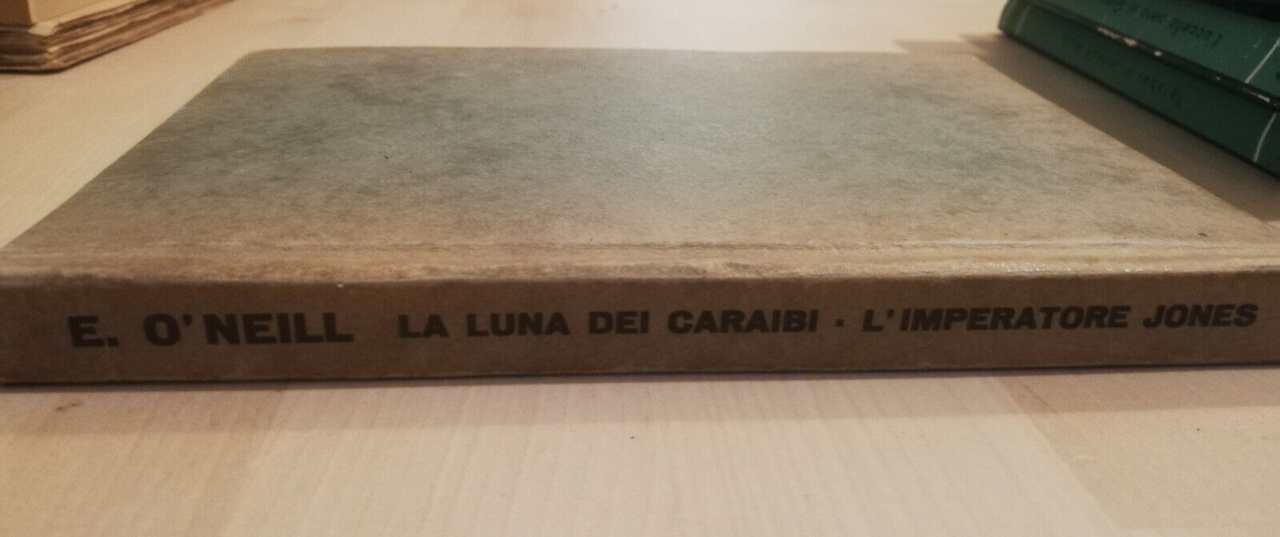 E. O'NEILL LA LUNA DEI CARAIBI · L'IMPERATORE JONES